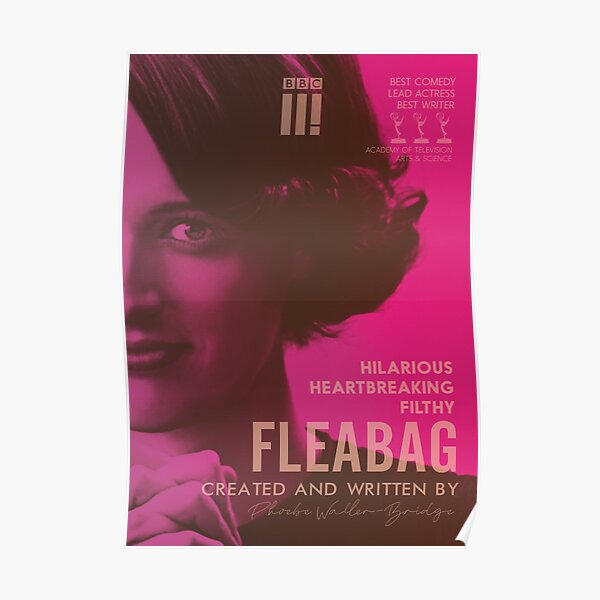 BBC
III!
BEST COMEDY
LEAD ACTRESS
BEST WRITER
ACADEMY OF TELEVISION
ARTS & SCIENCE
HILARIOUS
HEARTBREAKING
FILTHY
FLEABAG
CREATED AND WRITTEN BY
Phoebe Waller-Bridge